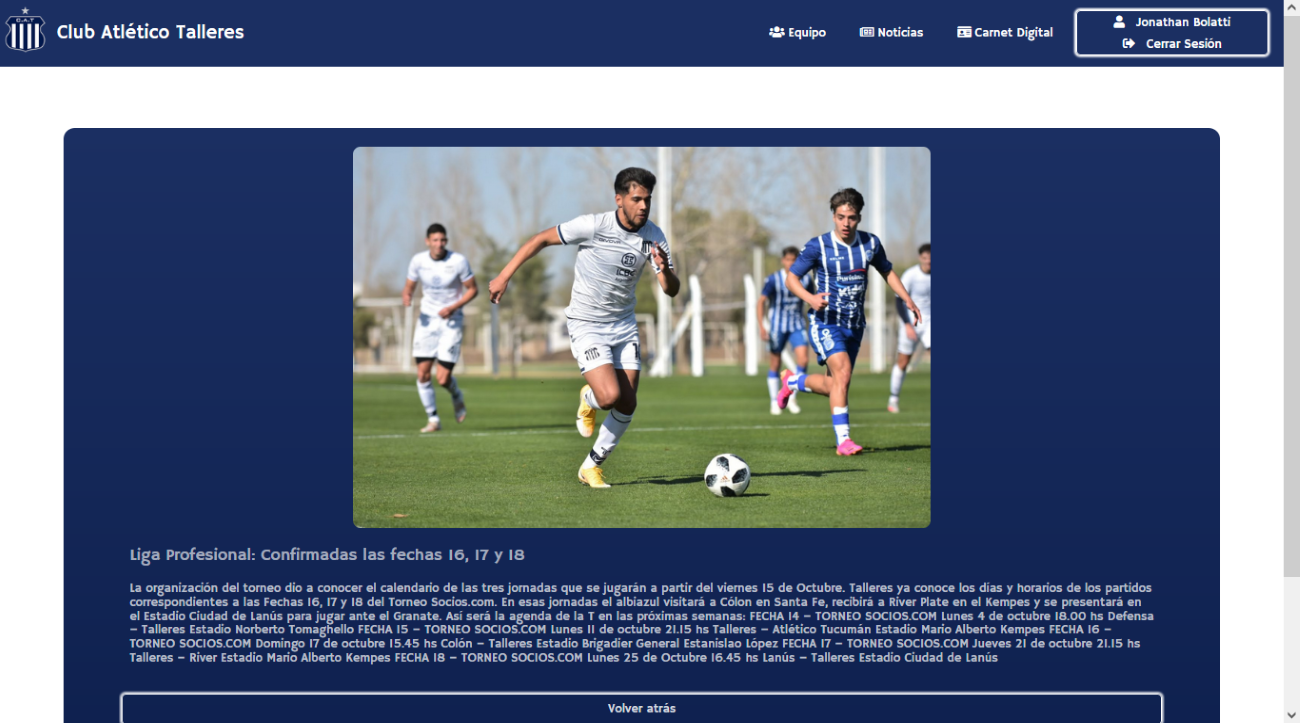 C.A.T
Club Atlético Talleres
Equipo
Noticias
Carnet Digital
Jonathan Bolatti
Cerrar Sesión
ICBC
Kids
Liga Profesional: Confirmadas las fechas 16, 17 y 18
La organización del torneo dio a conocer el calendario de las tres jornadas que se jugarán a partir del viernes 15 de Octubre. Talleres ya conoce los días y horarios de los partidos
correspondientes a las Fechas 16, 17 y 18 del Torneo Socios.com. En esas jornadas el albiazul visitará a Cólon en Santa Fe, recibirá a River Plate en el Kempes y se presentará en
el Estadio Ciudad de Lanús para jugar ante el Granate. Así será la agenda de la T en las próximas semanas: FECHA 14 – TORNEO SOCIOS.COM Lunes 4 de octubre 18.00 hs Defensa
– Talleres Estadio Norberto Tomaghello FECHA 15 – TORNEO SOCIOS.COM Lunes 11 de octubre 21.15 hs Talleres – Atlético Tucumán Estadio Mario Alberto Kempes FECHA 16 –
TORNEO SOCIOS.COM Domingo 17 de octubre 15.45 hs Colón – Talleres Estadio Brigadier General Estanislao López FECHA 17 – TORNEO SOCIOS.COM Jueves 21 de octubre 21.15 hs
Talleres – River Estadio Mario Alberto Kempes FECHA 18 – TORNEO SOCIOS.COM Lunes 25 de Octubre 16.45 hs Lanús – Talleres Estadio Ciudad de Lanús
Volver atrás